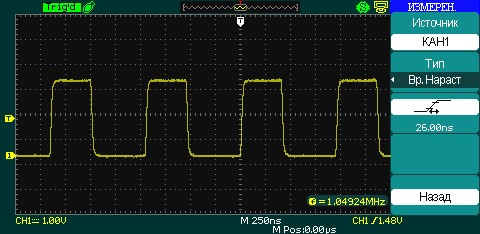 Trig'd
ИЗМЕРЕН.
Источник
КАН1
Тип
Вр. Нараст
26.00ns
Назад
T
T
1
=1.04924MHz
CH1 1.00V
M 250ns
CH1 1.48V
M Pos:0.00µs